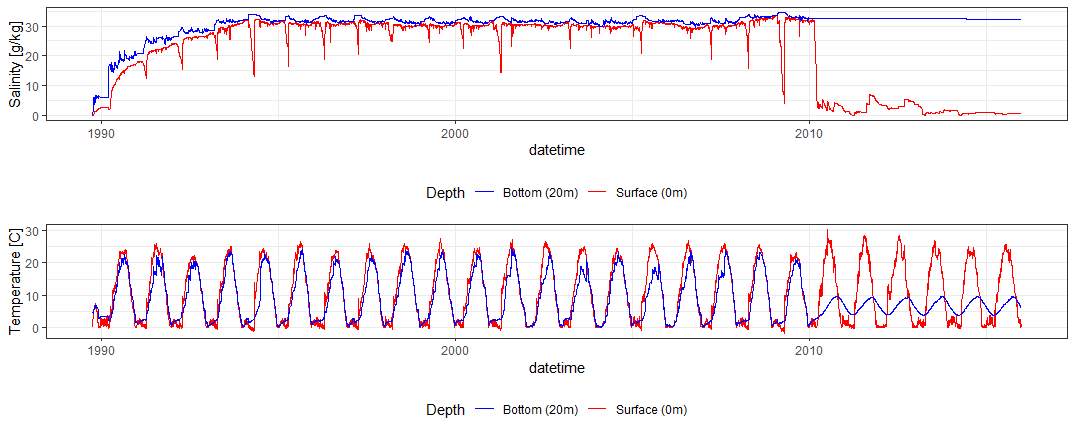 Salinity [g/kg]
30
20
10
0
1990
2000
2010
datetime
Depth Bottom (20m) Surface (0m)
Temperature [C]
30
20
10
0
1990
2000
2010
datetime
Depth Bottom (20m) Surface (0m)